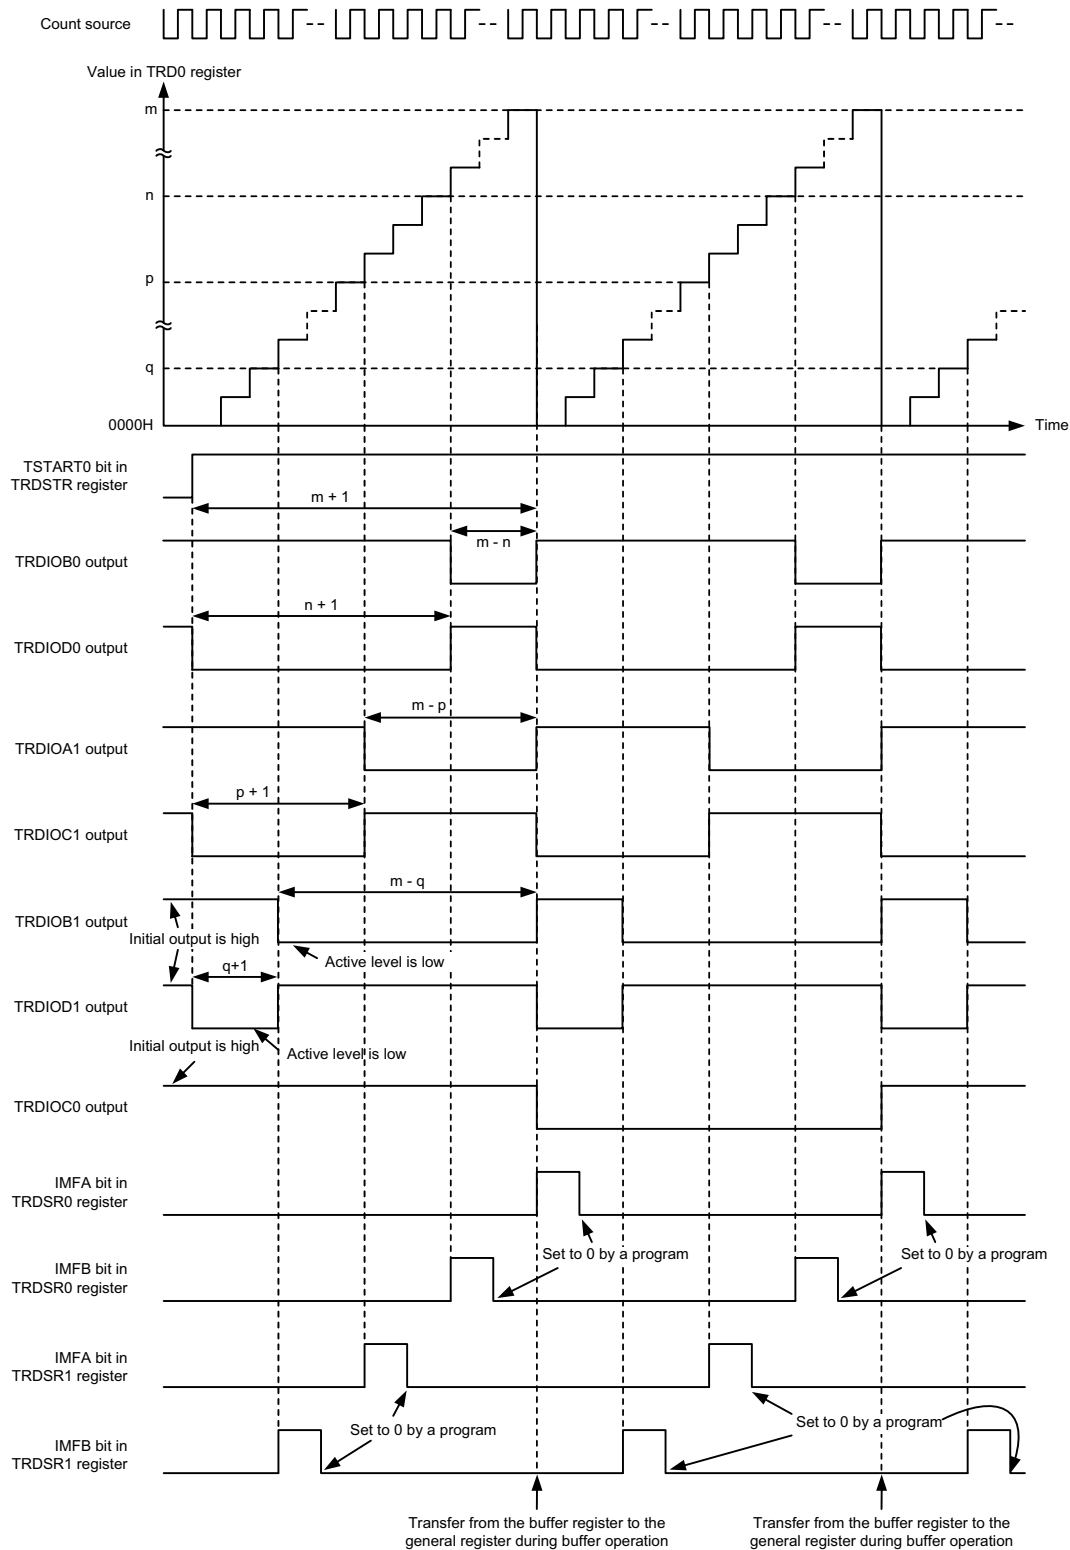 Count source
Value in TRD0 register
m
n
p
q
0000H
Time
TSTART0 bit in
TRDSTR register
m + 1
m - n
TRDIOB0 output
n + 1
TRDIOD0 output
m - p
TRDIOA1 output
p + 1
TRDIOC1 output
m - q
TRDIOB1 output
Initial output is high
Active level is low
q+1
TRDIOD1 output
Initial output is high
Active level is low
TRDIOC0 output
IMFA bit in
TRDSR0 register
Set to 0 by a program
Set to 0 by a program
IMFB bit in
TRDSR0 register
IMFA bit in
TRDSR1 register
Set to 0 by a program
Set to 0 by a program
IMFB bit in
TRDSR1 register
Transfer from the buffer register to the
general register during buffer operation
Transfer from the buffer register to the
general register during buffer operation